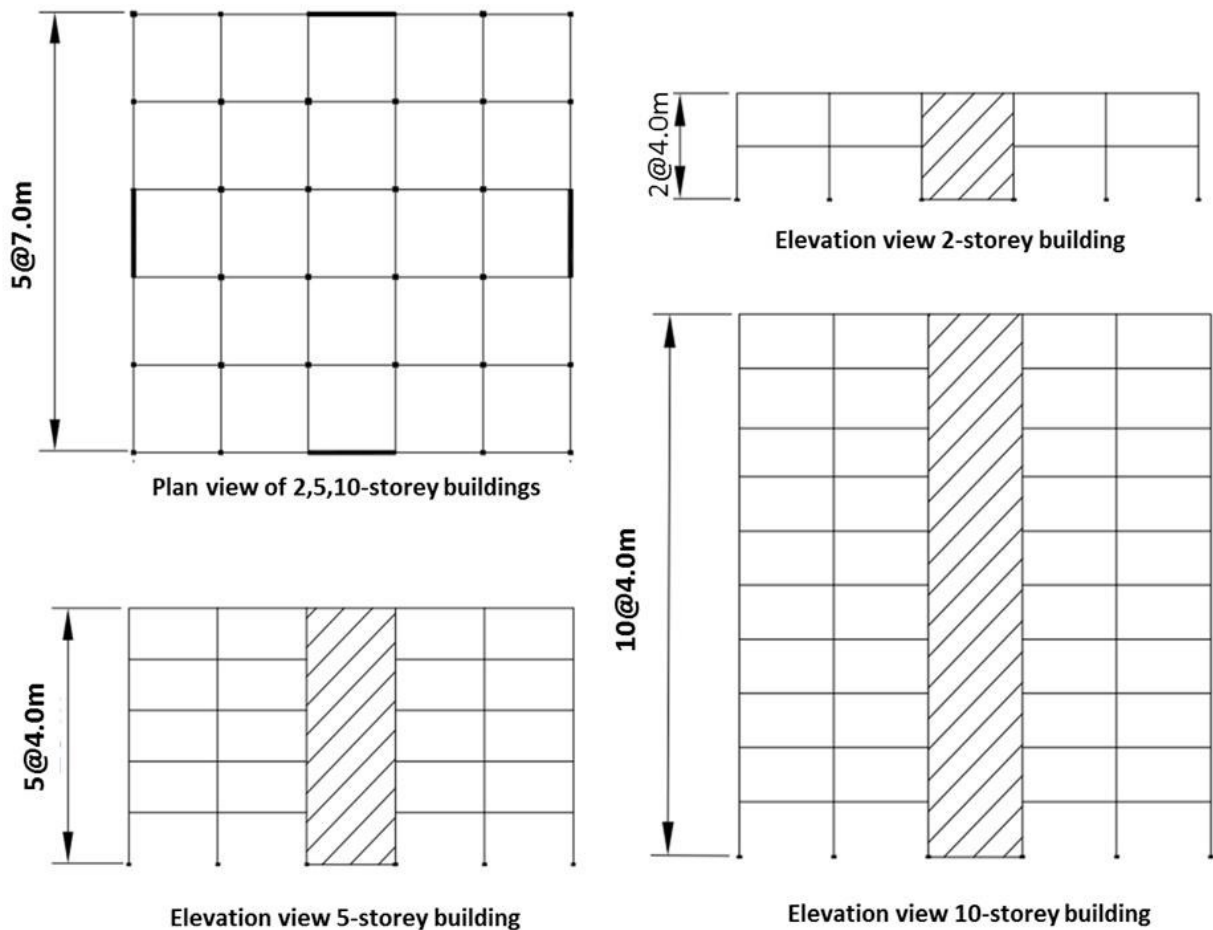 5@7.0m
Plan view of 2,5,10-storey buildings
2@4.0m
Elevation view 2-storey building
5@4.0m
Elevation view 5-storey building
10@4.0m
Elevation view 10-storey building